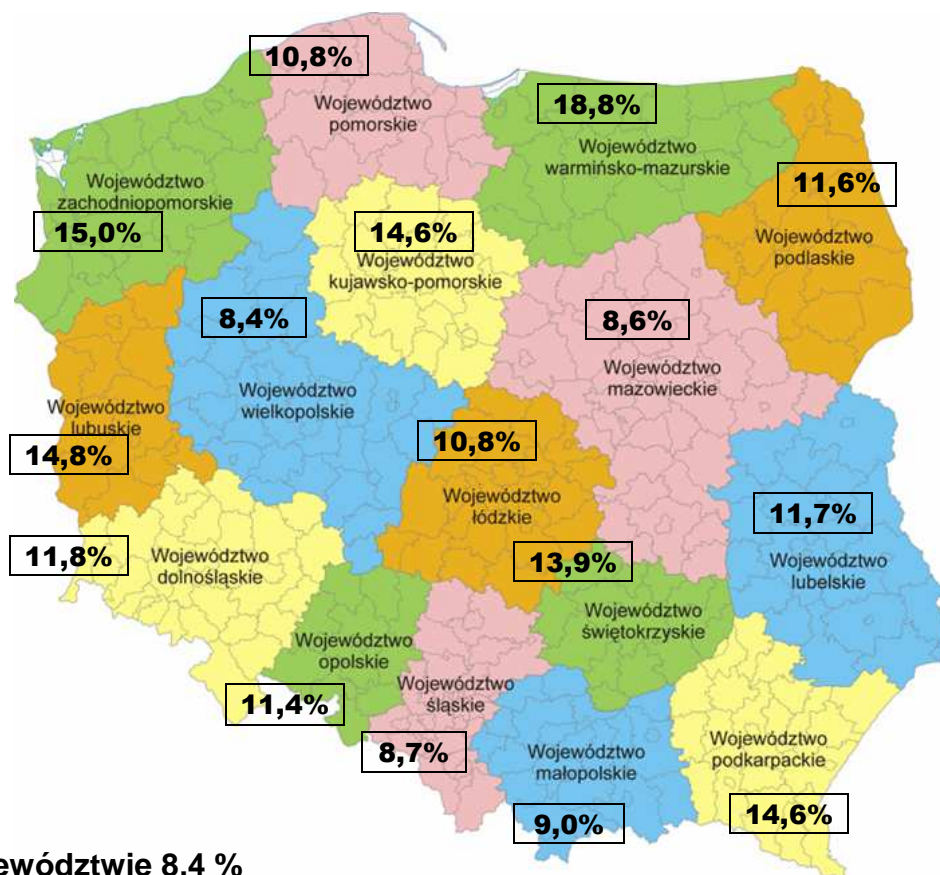 10,8%
Województwo
pomorskie
18,8%
Województwo
warmińsko-mazurskie
11,6%
Województwo
podlaskie
Województwo
zachodniopomorskie
15,0%
14,6%
Województwo
kujawsko-pomorskie
8,4%
Województwo
wielkopolskie
8,6%
Województwo
mazowieckie
Województwo
lubuskie
14,8%
10,8%
Województwo
łódzkie
11,7%
Województwo
lubelskie
11,8%
Województwo
dolnośląskie
13,9%
Województwo
świętokrzyskie
Województwo
opolskie
11,4%
Województwo
śląskie
8,7%
Województwo
małopolskie
9,0%
Województwo
podkarpackie
14,6%
ewództwie 8,4 %